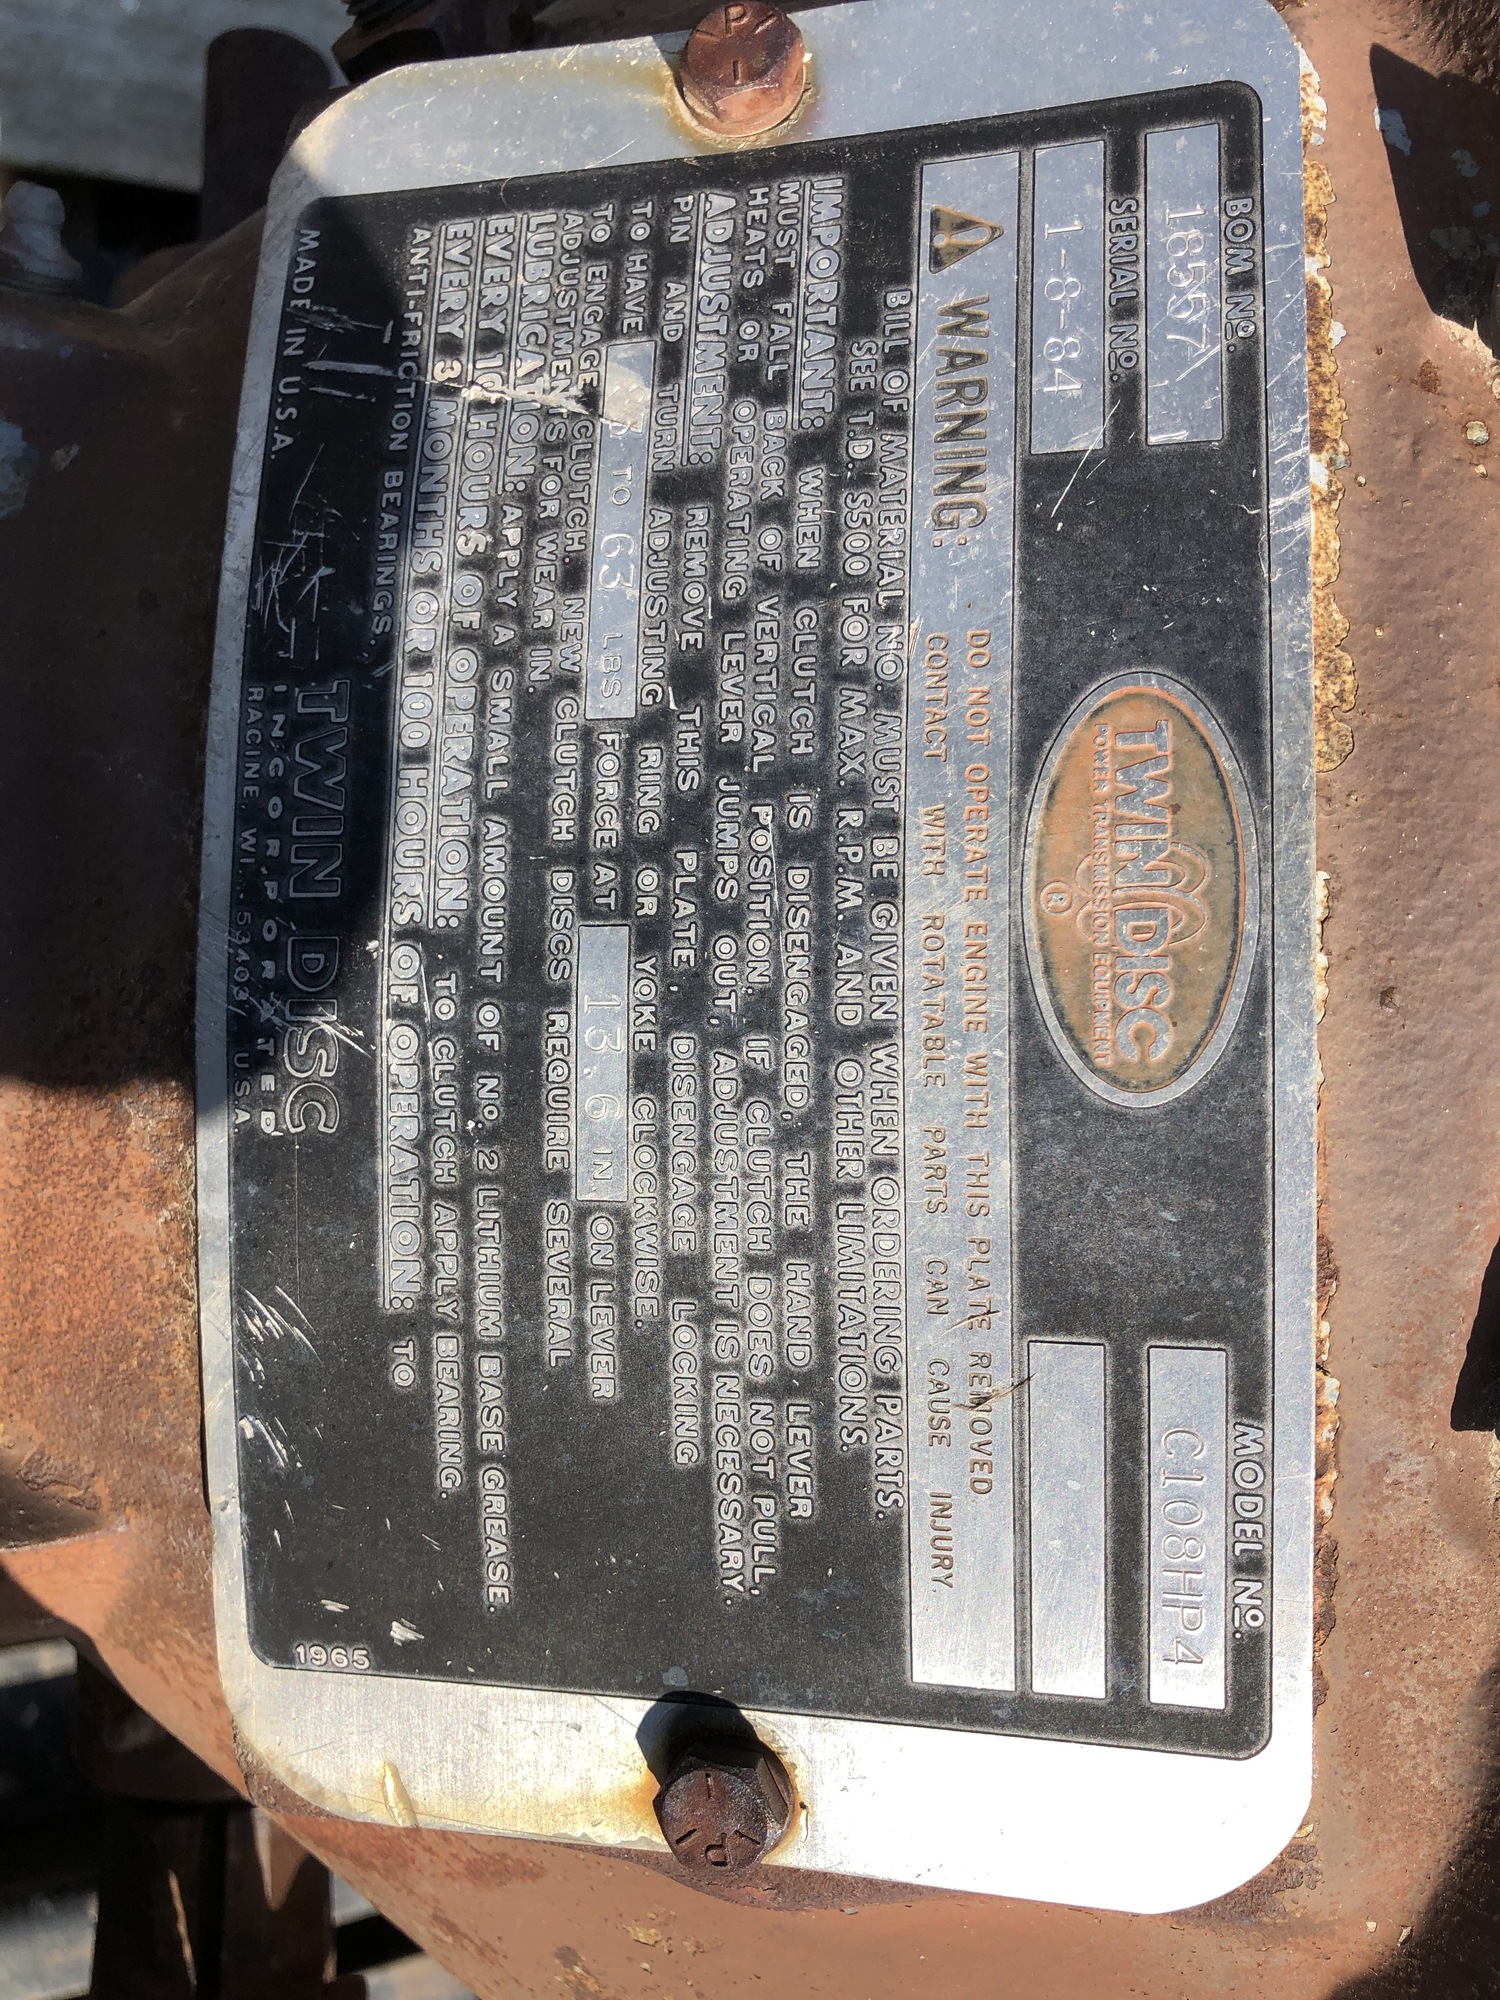 BOM Nº.
18567
SERIAL Nº.
1-8-84
TWIN DISC
POWER TRANSMISSION EQUIPMENT
®
MODEL Nº.
C108HP4
WARNING: DO NOT OPERATE ENGINE WITH THIS PLATE REMOVED.
CONTACT WITH ROTATABLE PARTS CAN CAUSE INJURY.
BILL OF MATERIAL NO. MUST BE GIVEN WHEN ORDERING PARTS.
SEE T.D. S500 FOR MAX. R.P.M. AND OTHER LIMITATIONS.
IMPORTANT: WHEN CLUTCH IS DISENGAGED, THE HAND LEVER
MUST FALL BACK OF VERTICAL POSITION. IF CLUTCH DOES NOT PULL,
HEATS OR OPERATING LEVER JUMPS OUT, ADJUSTMENT IS NECESSARY.
ADJUSTMENT: REMOVE THIS PLATE, DISENGAGE LOCKING
PIN AND TURN ADJUSTING RING OR YOKE CLOCKWISE.
TO HAVE TO 63 LBS. FORCE AT 13.6 IN. ON LEVER
TO ENGAGE CLUTCH. NEW CLUTCH DISCS REQUIRE SEVERAL
ADJUSTMENTS FOR WEAR IN.
LUBRICATION: APPLY A SMALL AMOUNT OF Nº. 2 LITHIUM BASE GREASE.
EVERY 10 HOURS OF OPERATION: TO CLUTCH APPLY BEARING.
EVERY 3 MONTHS OR 100 HOURS OF OPERATION: TO
ANTI-FRICTION BEARINGS.
MADE IN U.S.A.
TWIN DISC
INCORPORATED
RACINE, WI. 53403, USA
1965